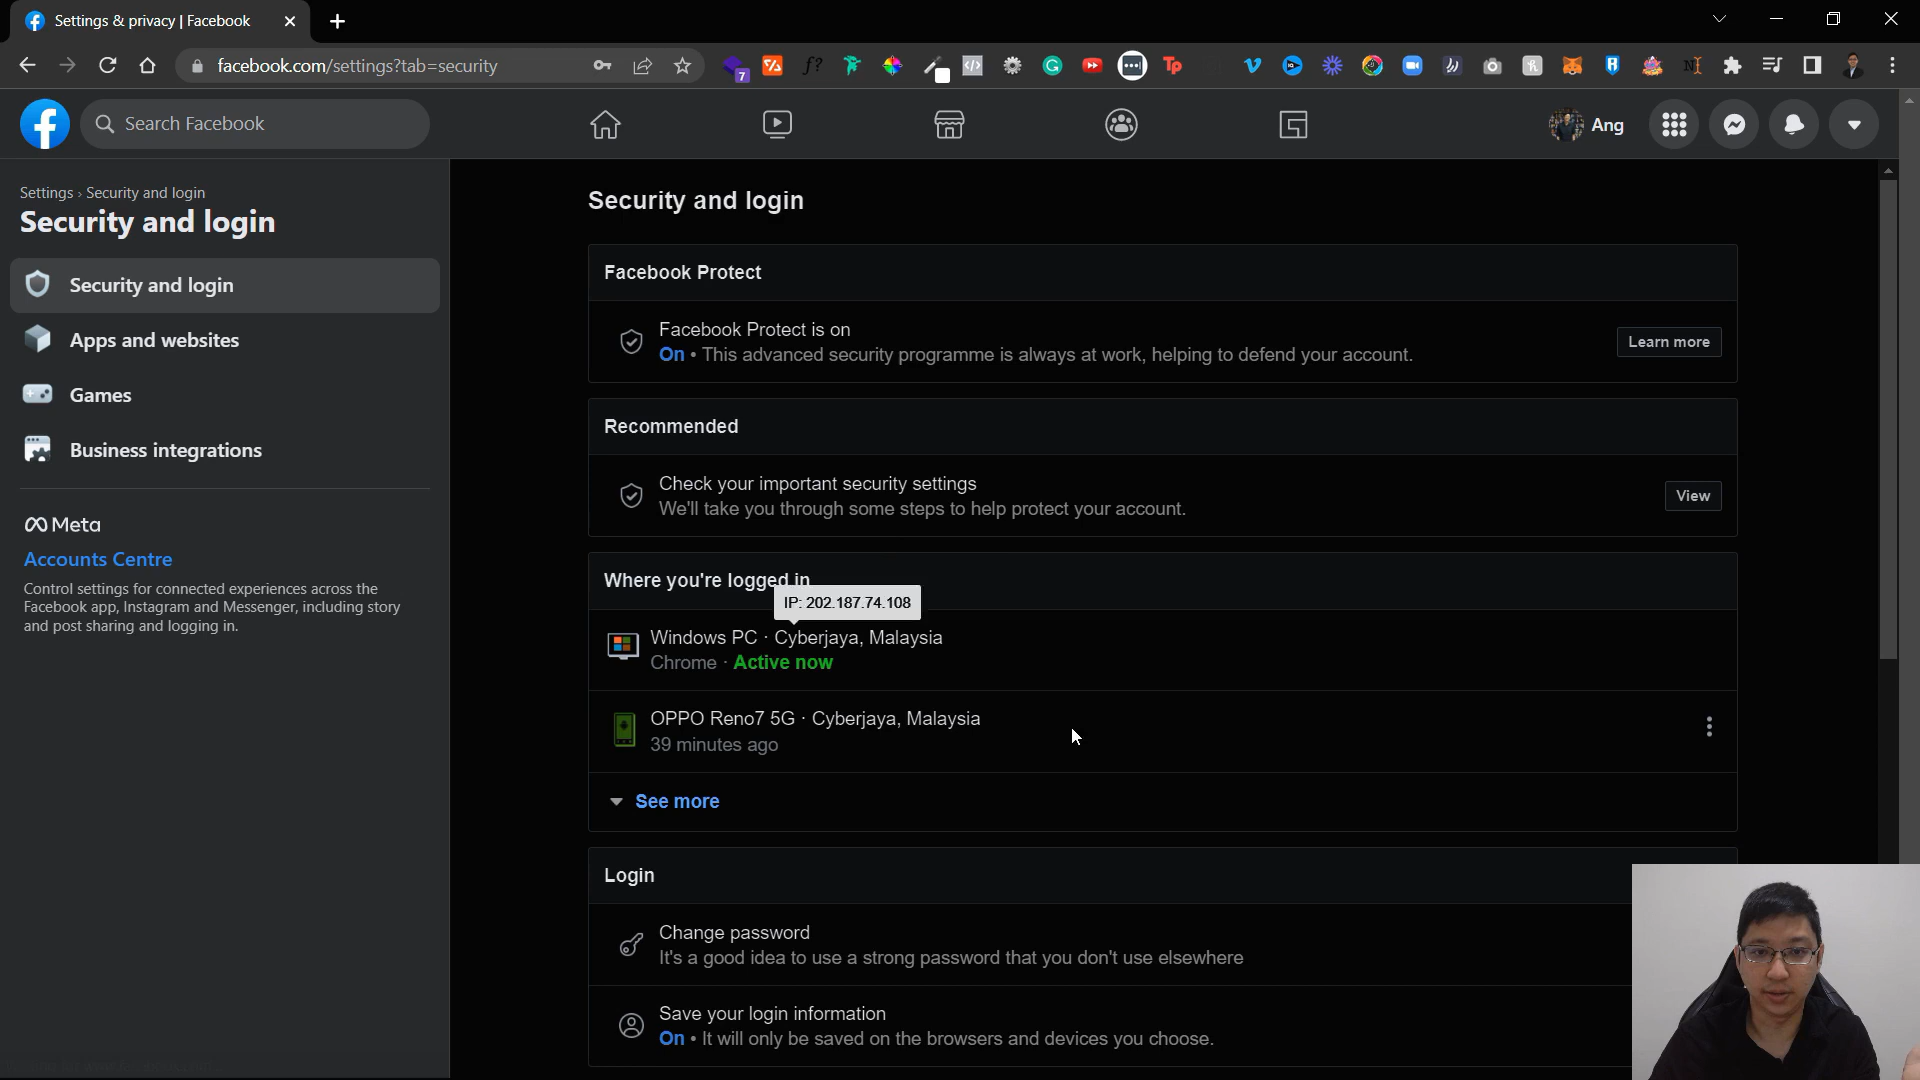 Settings & privacy | Facebook
facebook.com/settings?tab=security
7
f?
Tp
Search Facebook
Ang
Settings › Security and login
Security and login
Security and login
Apps and websites
Games
Business integrations
Meta
Accounts Centre
Control settings for connected experiences across the
Facebook app, Instagram and Messenger, including story
and post sharing and logging in.
Security and login
Facebook Protect
Facebook Protect is on
On • This advanced security programme is always at work, helping to defend your account.
Learn more
Recommended
Check your important security settings
We'll take you through some steps to help protect your account.
View
Where you're logged in
IP: 202.187.74.108
Windows PC · Cyberjaya, Malaysia
Chrome · Active now
OPPO Reno7 5G · Cyberjaya, Malaysia
39 minutes ago
See more
Login
Change password
It's a good idea to use a strong password that you don't use elsewhere
Save your login information
On • It will only be saved on the browsers and devices you choose.